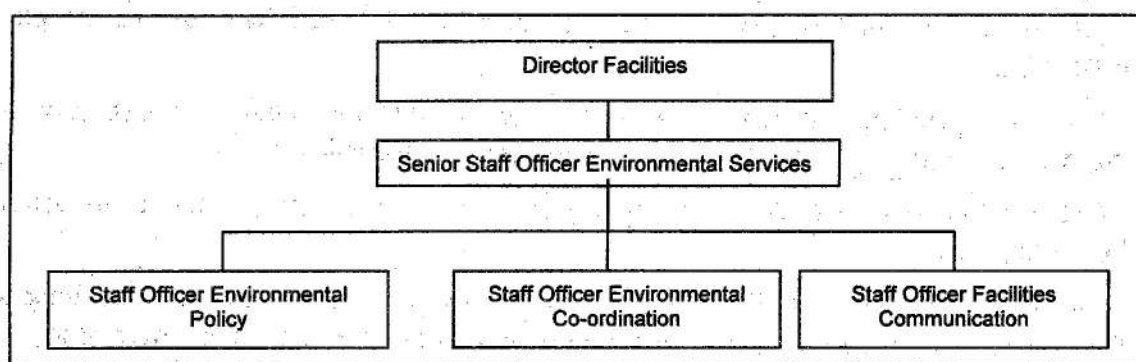 Director Facilities
Senior Staff Officer Environmental Services
Staff Officer Environmental
Policy
Staff Officer Environmental
Co-ordination
Staff Officer Facilities
Communication